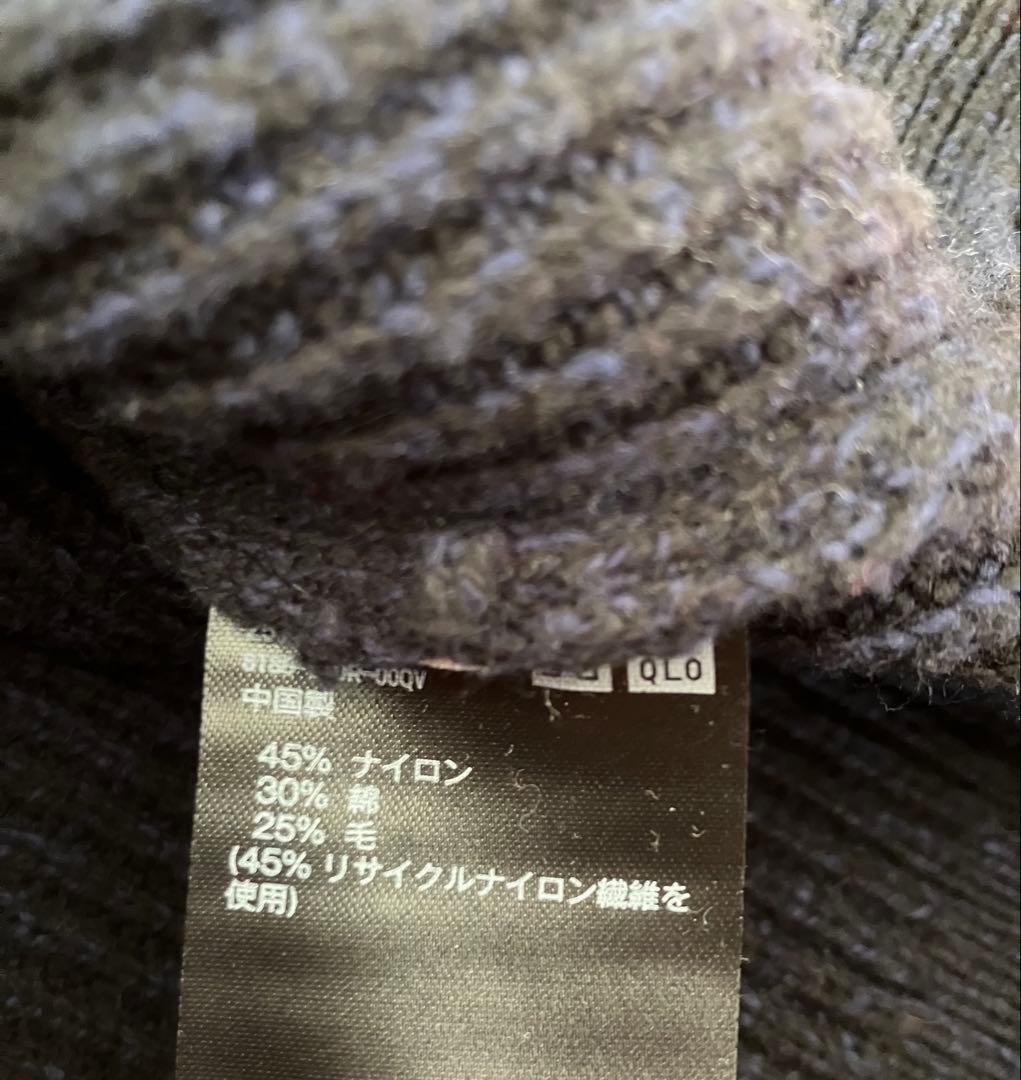 QLO
中国製
45% ナイロン
30% 綿
25% 毛
(45% リサイクルナイロン繊維を
使用)